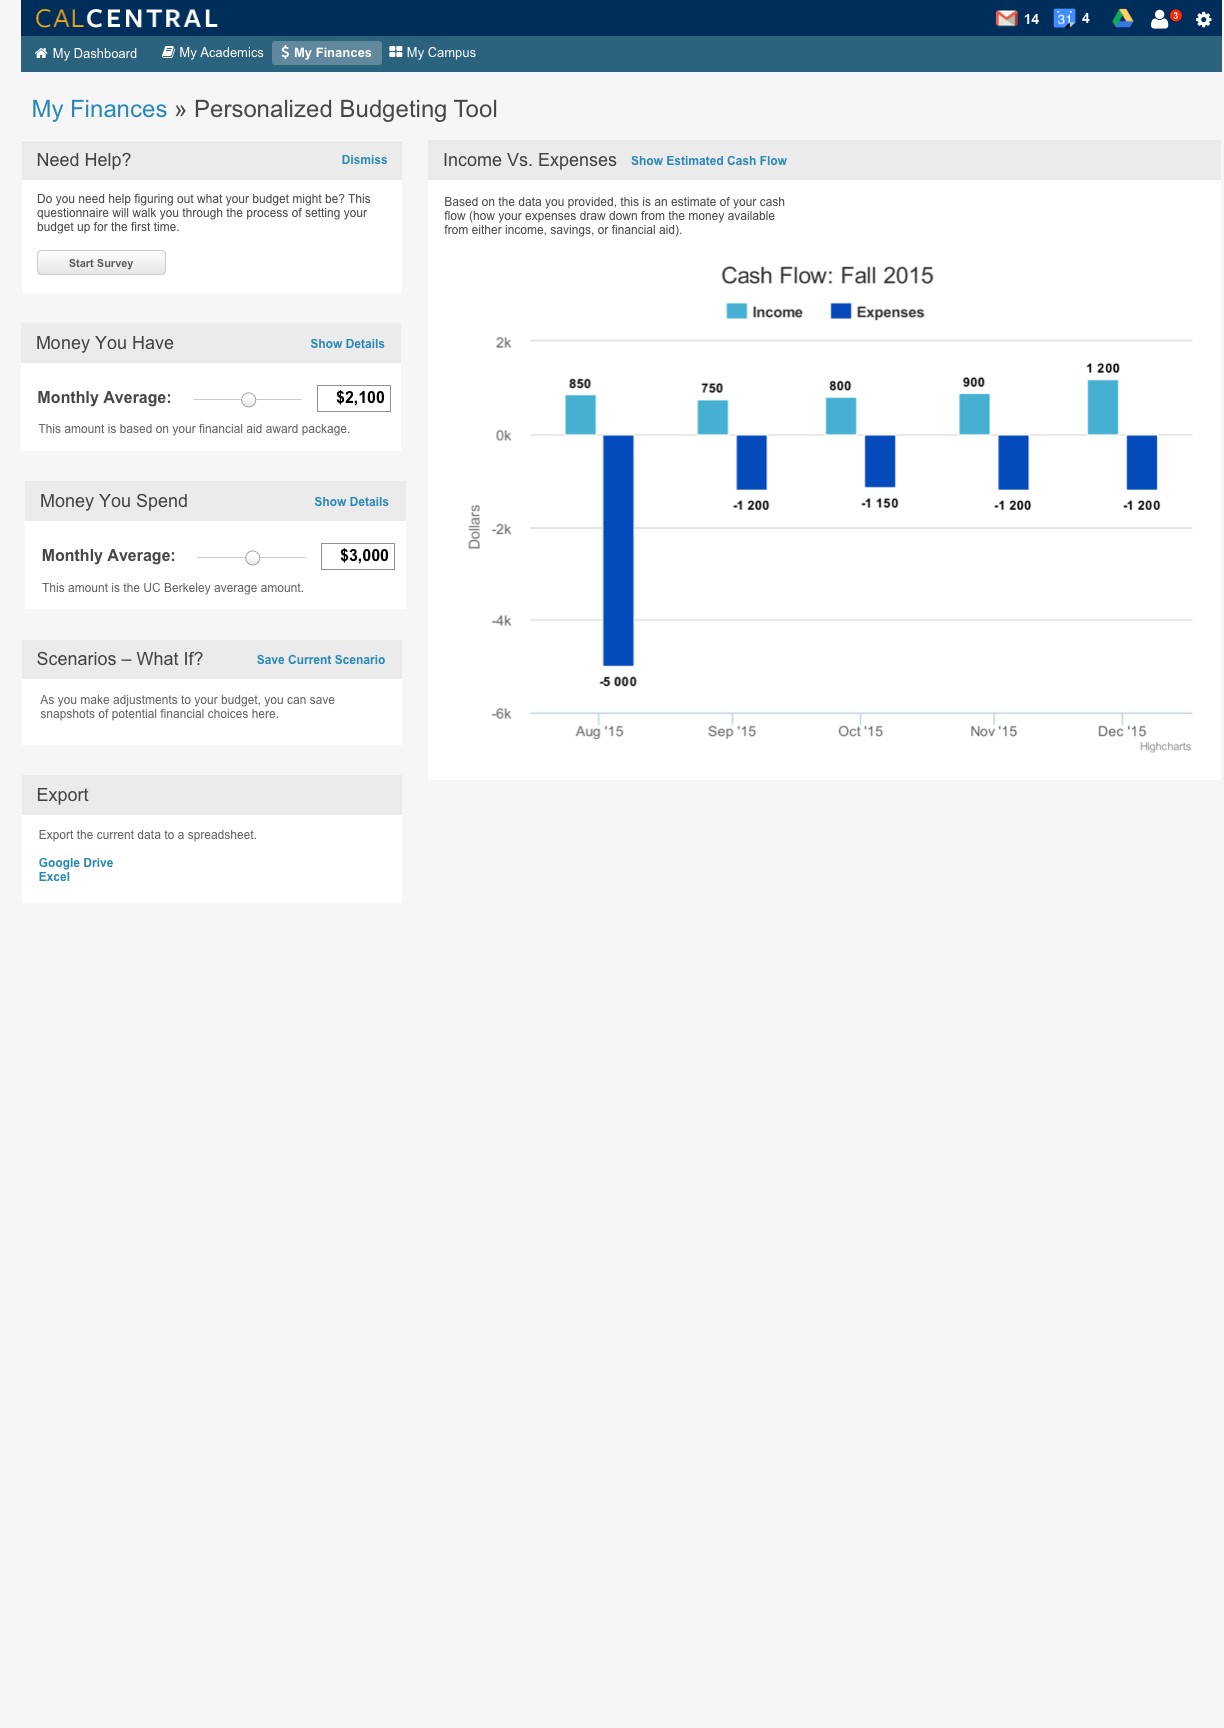 CALCENTRAL
14
31
4
3
My Dashboard
My Academics
$ My Finances
My Campus
My Finances » Personalized Budgeting Tool
Need Help?
Dismiss
Do you need help figuring out what your budget might be? This
questionnaire will walk you through the process of setting your
budget up for the first time.
Start Survey
Money You Have
Show Details
Monthly Average:
$2,100
This amount is based on your financial aid award package.
Money You Spend
Show Details
Monthly Average:
$3,000
This amount is the UC Berkeley average amount.
Scenarios – What If?
Save Current Scenario
As you make adjustments to your budget, you can save
snapshots of potential financial choices here.
Export
Export the current data to a spreadsheet.
Google Drive
Excel
Income Vs. Expenses
Show Estimated Cash Flow
Based on the data you provided, this is an estimate of your cash
flow (how your expenses draw down from the money available
from either income, savings, or financial aid).
Cash Flow: Fall 2015
Income
Expenses
2k
0k
-2k
-4k
-6k
Dollars
850
750
800
900
1 200
-5 000
-1 200
-1 150
-1 200
-1 200
Aug '15
Sep '15
Oct '15
Nov '15
Dec '15
Highcharts